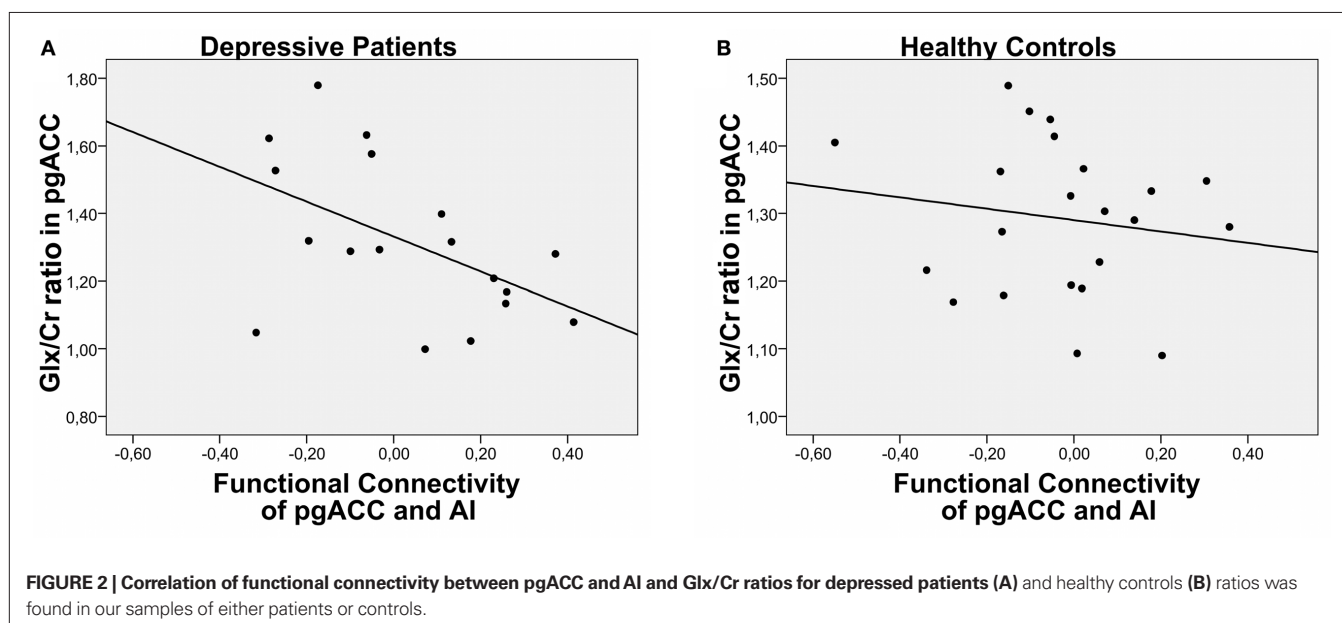 A
Depressive Patients
Glx/Cr ratio in pgACC
1,80
1,60
1,40
1,20
1,00
0,80
-0,60 -0,40 -0,20 0,00 0,20 0,40
Functional Connectivity
of pgACC and AI
B
Healthy Controls
Glx/Cr ratio in pgACC
1,50
1,40
1,30
1,20
1,10
1,00
-0,60 -0,40 -0,20 0,00 0,20 0,40
Functional Connectivity
of pgACC and AI
FIGURE 2 | Correlation of functional connectivity between pgACC and AI and Glx/Cr ratios for depressed patients (A) and healthy controls (B) ratios was
found in our samples of either patients or controls.